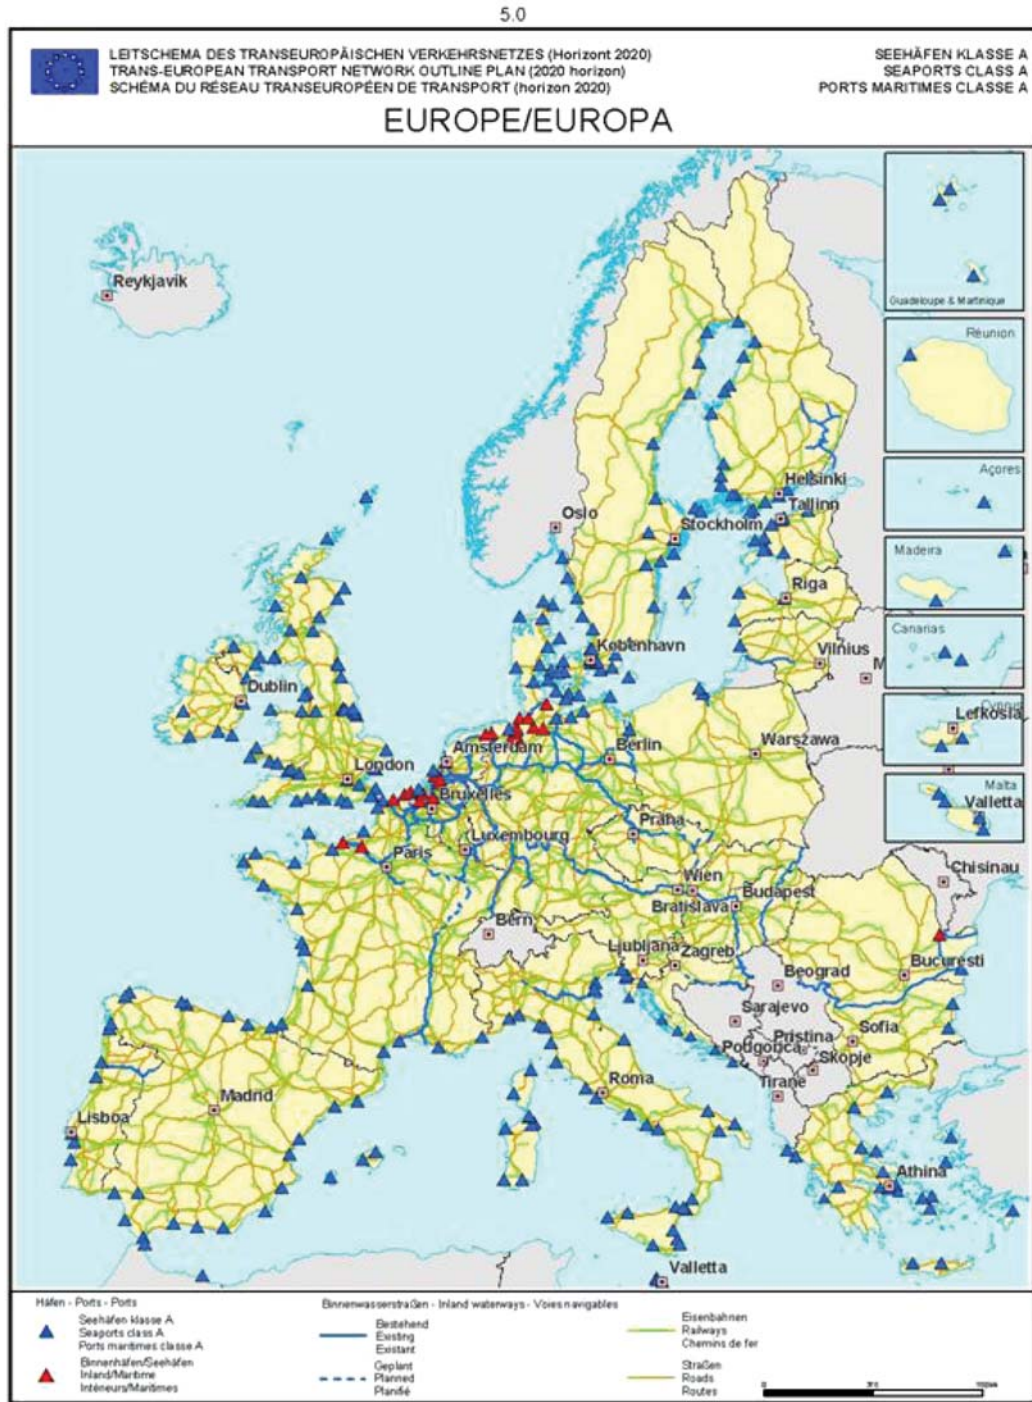 5.0
LEITSCHEMA DES TRANSEUROPÄISCHEN VERKEHRSNETZES (Horizont 2020)
TRANS-EUROPEAN TRANSPORT NETWORK OUTLINE PLAN (2020 horizon)
SCHÉMA DU RÉSEAU TRANSEUROPÉEN DE TRANSPORT (horizon 2020)
SEEHÄFEN KLASSE A
SEAPORTS CLASS A
PORTS MARITIMES CLASSE A
EUROPE/EUROPA
Reykjavik
Guadeloupe & Martinique
Réunion
Açores
Madeira
Canarias
Cyprus
Lefkosia
Malta
Valletta
Helsinki
Tallinn
Oslo
Stockholm
Riga
København
Vilnius
M
Dublin
Amsterdam
Berlin
Warszawa
London
Bruxelles
Praha
Luxembourg
Paris
Wien
Bratislava
Budapest
Chisinau
Bern
Ljubljana
Zagreb
Bucuresti
Beograd
Sarajevo
Pristina
Sofia
Podgorica
Skopje
Tirane
Roma
Madrid
Lisboa
Athina
Valletta
Häfen - Ports - Ports
Seehäfen klasse A
Seaports class A
Ports maritimes classe A
Binnenhäfen/Seehäfen
Inland/Maritime
Intérieurs/Maritimes
Binnenwasserstraßen - Inland waterways - Voies navigables
Bestehend
Existing
Existant
Geplant
Planned
Planifié
Eisenbahnen
Railways
Chemins de fer
Straßen
Roads
Routes
0